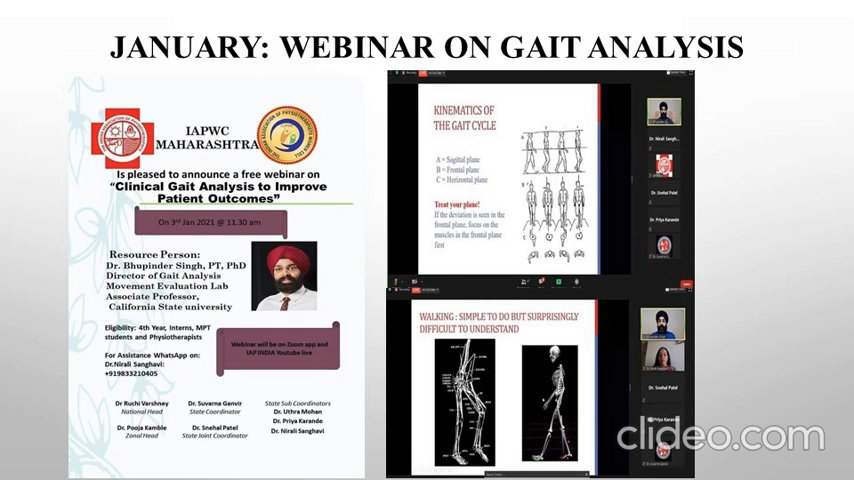 JANUARY: WEBINAR ON GAIT ANALYSIS
IAPWC
MAHARASHTRA
Is pleased to announce a free webinar on
“Clinical Gait Analysis to Improve
Patient Outcomes”
On 3rd Jan 2021 @ 11.30 am
Resource Person:
Dr. Bhupinder Singh, PT, PhD
Director of Gait Analysis
Movement Evaluation Lab
Associate Professor,
California State university
Eligibility: 4th Year, Interns, MPT
students and Physiotherapists
For Assistance WhatsApp on:
Dr.Nirali Sanghavi:
+919833210405
Webinar will be on Zoom app and
IAP INDIA Youtube live
Dr Ruchi Varshney
National Head
Dr. Suvarna Ganvir
State Coordinator
State Sub Coordinators
Dr. Uthra Mohan
Dr. Priya Karande
Dr. Nirali Sanghavi
Dr. Pooja Kamble
Zonal Head
Dr. Snehal Patel
State Joint Coordinator
KINEMATICS OF
THE GAIT CYCLE
A = Sagittal plane
B = Frontal plane
C = Horizontal plane
Treat your plane!
If the deviation is seen in the
frontal plane, focus on the
muscles in the frontal plane
first
A
B
C
Dr. Nirali Sangh...
Dr. Snehal Patel
Dr. Priya Karande
WALKING : SIMPLE TO DO BUT SURPRISINGLY
DIFFICULT TO UNDERSTAND
Dr. Snehal Patel
Dr. Priya Karande
clideo.com